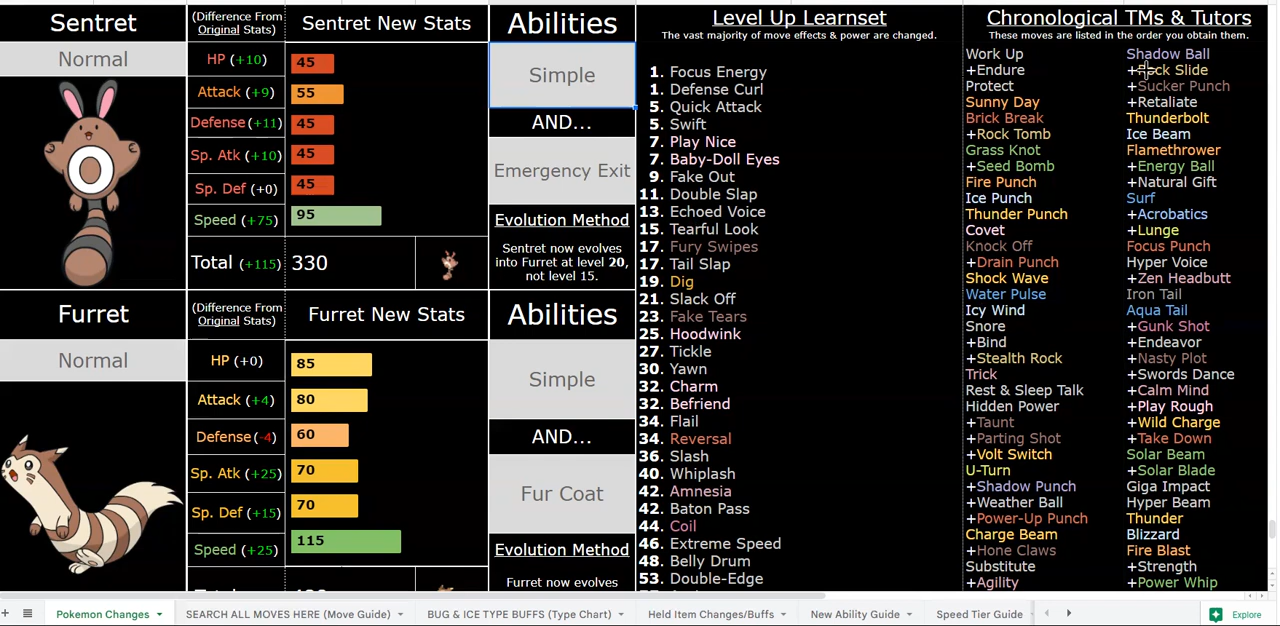 Sentret
Normal
(Difference From
Original Stats)
Sentret New Stats
HP (+10)
45
Attack (+9)
55
Defense (+11)
45
Sp. Atk (+10)
45
Sp. Def (+0)
45
Speed (+75)
95
Total (+115)
330
Abilities
Simple
AND...
Emergency Exit
Evolution Method
Sentret now evolves
into Furret at level 20,
not level 15.
Furret
Normal
(Difference From
Original Stats)
Furret New Stats
HP (+0)
85
Attack (+4)
80
Defense (-4)
60
Sp. Atk (+25)
70
Sp. Def (+15)
70
Speed (+25)
115
Abilities
Simple
AND...
Fur Coat
Evolution Method
Furret now evolves
Level Up Learnset
The vast majority of move effects & power are changed.
1. Focus Energy
1. Defense Curl
5. Quick Attack
5. Swift
7. Play Nice
7. Baby-Doll Eyes
9. Fake Out
11. Double Slap
13. Echoed Voice
15. Tearful Look
17. Fury Swipes
17. Tail Slap
19. Dig
21. Slack Off
23. Fake Tears
25. Hoodwink
27. Tickle
30. Yawn
32. Charm
32. Befriend
34. Flail
34. Reversal
36. Slash
40. Whiplash
42. Amnesia
42. Baton Pass
44. Coil
46. Extreme Speed
48. Belly Drum
53. Double-Edge
Chronological TMs & Tutors
These moves are listed in the order you obtain them.
Work Up
+Endure
Protect
Sunny Day
Brick Break
+Rock Tomb
Grass Knot
+Seed Bomb
Fire Punch
Ice Punch
Thunder Punch
Covet
Knock Off
+Drain Punch
Shock Wave
Water Pulse
Icy Wind
Snore
+Bind
+Stealth Rock
Trick
Rest & Sleep Talk
Hidden Power
+Taunt
+Parting Shot
+Volt Switch
U-Turn
+Shadow Punch
+Weather Ball
+Power-Up Punch
Charge Beam
+Hone Claws
Substitute
+Agility
Shadow Ball
+Rock Slide
+Sucker Punch
+Retaliate
Thunderbolt
Ice Beam
Flamethrower
+Energy Ball
+Natural Gift
Surf
+Acrobatics
+Lunge
Focus Punch
Hyper Voice
+Zen Headbutt
Iron Tail
Aqua Tail
+Gunk Shot
+Endeavor
+Nasty Plot
+Swords Dance
+Calm Mind
+Play Rough
+Wild Charge
+Take Down
Solar Beam
+Solar Blade
Giga Impact
Hyper Beam
Thunder
Blizzard
Fire Blast
+Strength
+Power Whip
Pokemon Changes
SEARCH ALL MOVES HERE (Move Guide)
BUG & ICE TYPE BUFFS (Type Chart)
Held Item Changes/Buffs
New Ability Guide
Speed Tier Guide
Explore